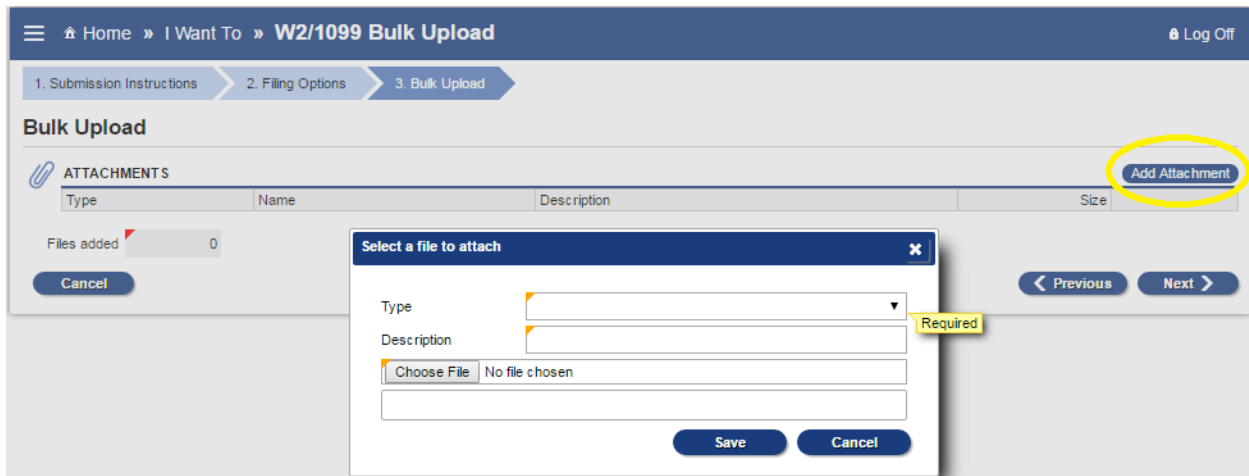 Home » I Want To » W2/1099 Bulk Upload
Log Off
1. Submission Instructions
2. Filing Options
3. Bulk Upload
Bulk Upload
ATTACHMENTS
Add Attachment
Type Name Description Size
Files added 0
Cancel
Previous
Next
Select a file to attach
Type
Required
Description
Choose File No file chosen
Save
Cancel